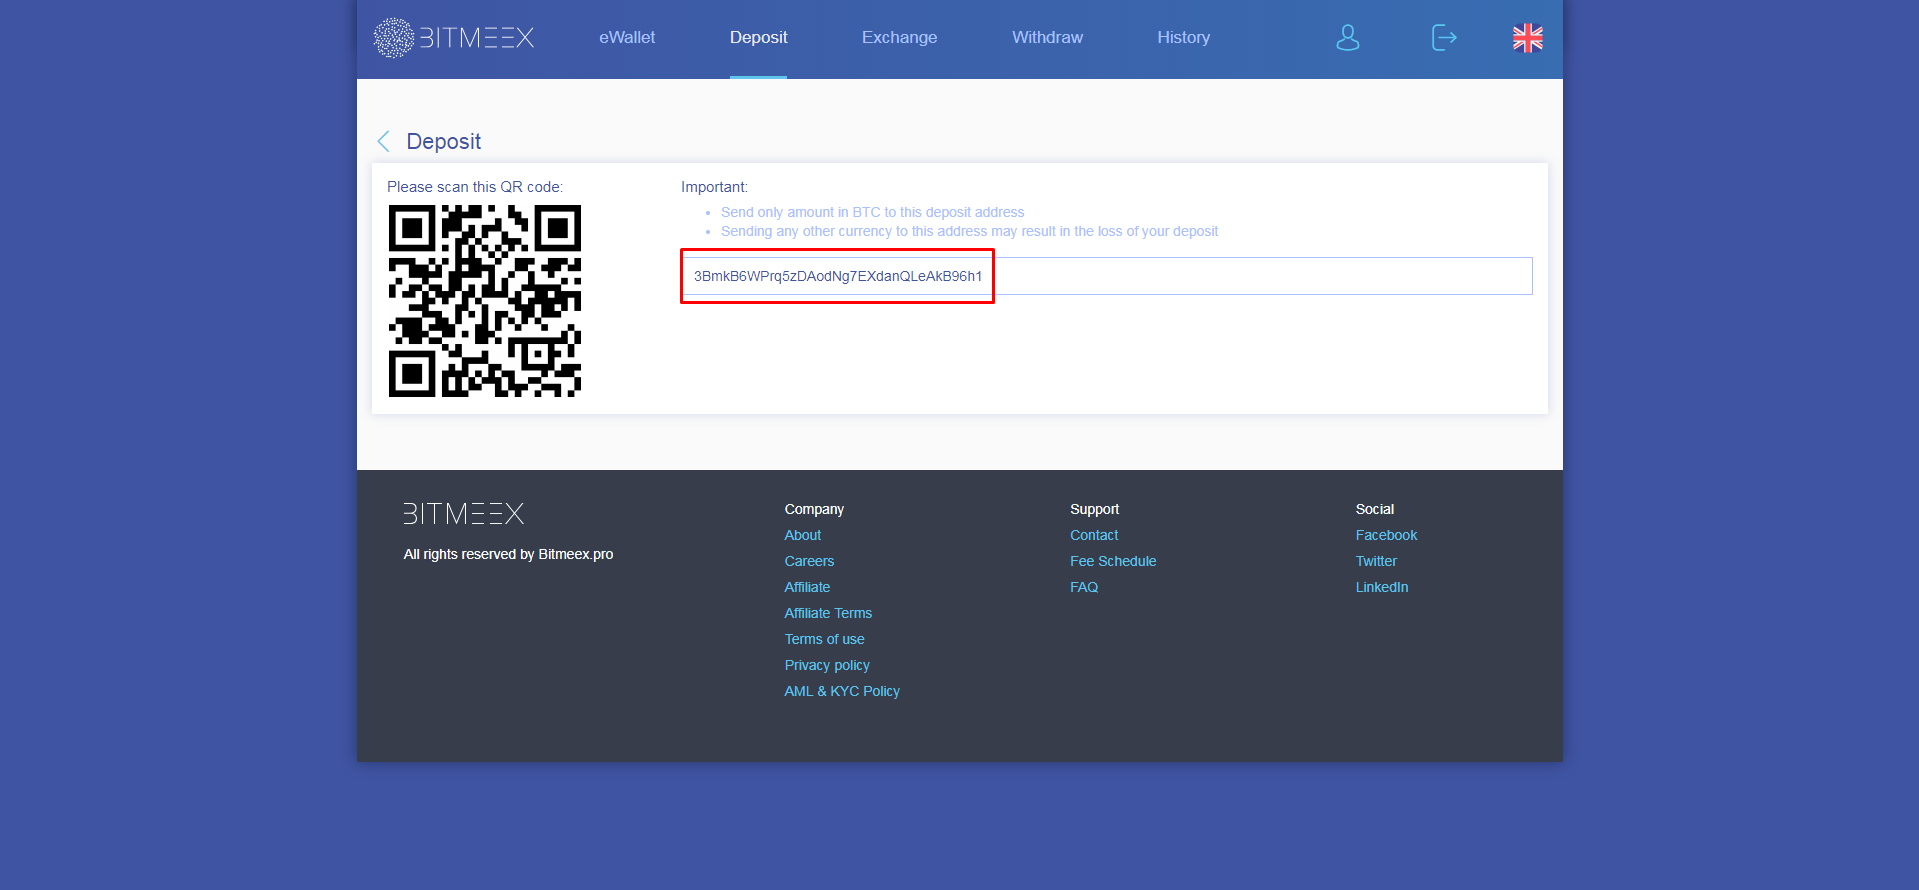 BITMEEX
eWallet
Deposit
Exchange
Withdraw
History
Deposit
Please scan this QR code:
Important:
Send only amount in BTC to this deposit address
Sending any other currency to this address may result in the loss of your deposit
3BmkB6WPrq5zDAodNg7EXdanQLeAkB96h1
BITMEEX
All rights reserved by Bitmeex.pro
Company
About
Careers
Affiliate
Affiliate Terms
Terms of use
Privacy policy
AML & KYC Policy
Support
Contact
Fee Schedule
FAQ
Social
Facebook
Twitter
LinkedIn